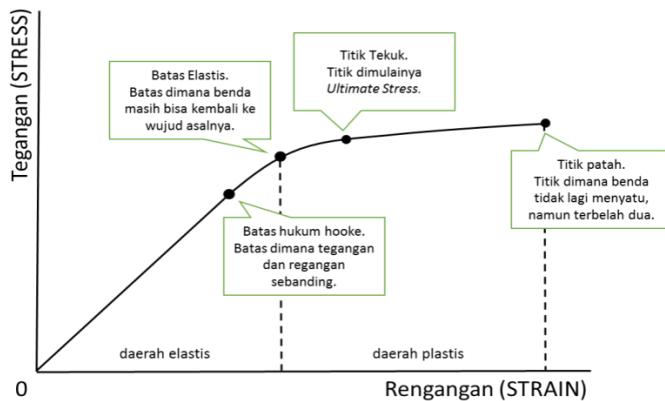 Tegangan (STRESS)
Batas Elastis.
Batas dimana benda
masih bisa kembali ke
wujud asalnya.
Titik Tekuk.
Titik dimulainya
Ultimate Stress.
Titik patah.
Titik dimana benda
tidak lagi menyatu,
namun terbelah dua.
Batas hukum hooke.
Batas dimana tegangan
dan regangan
sebanding.
daerah elastis
daerah plastis
0
Rengangan (STRAIN)